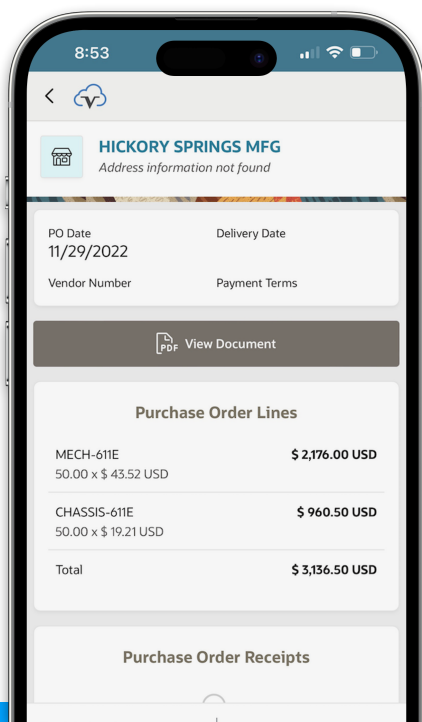 8:53
V
HICKORY SPRINGS MFG
Address information not found
PO Date
Delivery Date
11/29/2022
Vendor Number
Payment Terms
PDF View Document
Purchase Order Lines
MECH-611E
$ 2,176.00 USD
50.00 x $ 43.52 USD
CHASSIS-611E
$ 960.50 USD
50.00 x $ 19.21 USD
Total
$ 3,136.50 USD
Purchase Order Receipts